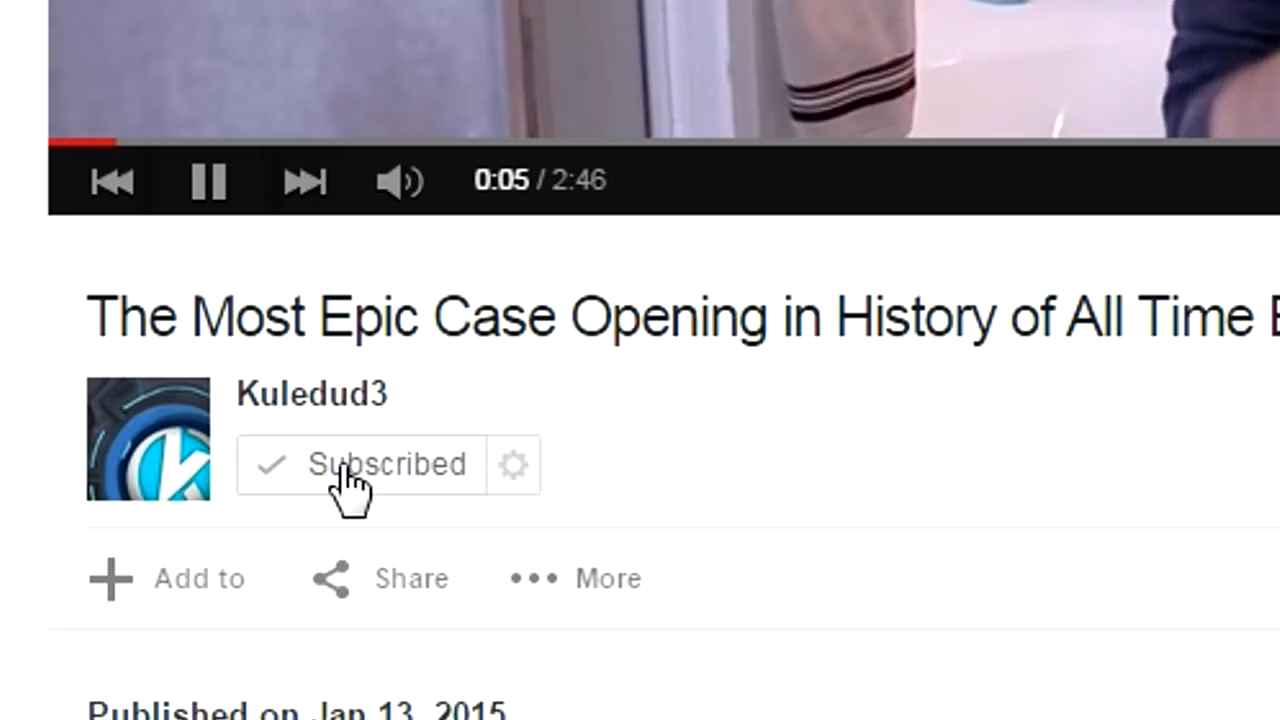 0:05 / 2:46
The Most Epic Case Opening in History of All Time
Kuledud3
Subscribed
Add to
Share
More
Published on Jan 13, 2015